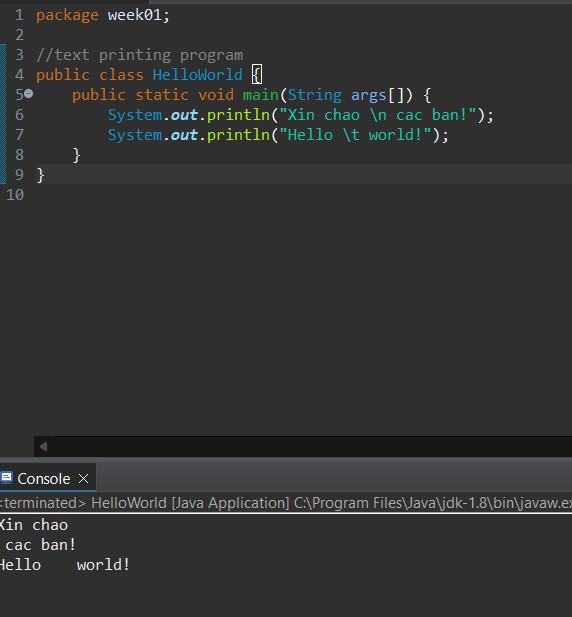 1 package week01;
2
3 //text printing program
4 public class HelloWorld {
5 public static void main(String args[]) {
6 System.out.println("Xin chao \n cac ban!");
7 System.out.println("Hello \t world!");
8 }
9 }
10
Console
<terminated> HelloWorld [Java Application] C:\Program Files\Java\jdk-1.8\bin\javaw.ex
Xin chao
cac ban!
Hello world!